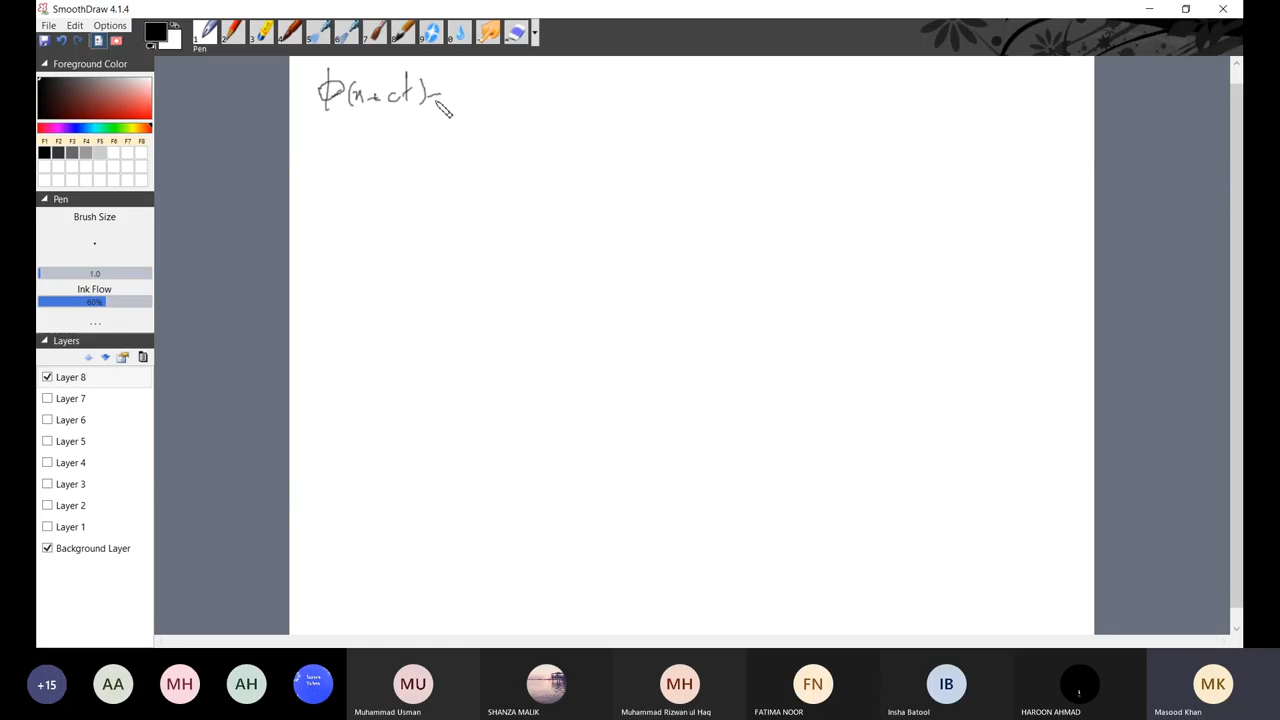 SmoothDraw 4.1.4
File Edit Options
Pen
Foreground Color
F1 F2 F3 F4 F5 F6 F7 F8
Pen
Brush Size
1.0
Ink Flow
60%
...
Layers
Layer 8
Layer 7
Layer 6
Layer 5
Layer 4
Layer 3
Layer 2
Layer 1
Background Layer
ϕ(x+ct)-
+15 AA MH AH MU MH FN IB MK
Muhammad Usman SHANZA MALIK Muhammad Rizwan ul Haq FATIMA NOOR Insha Batool HAROON AHMAD Masood Khan